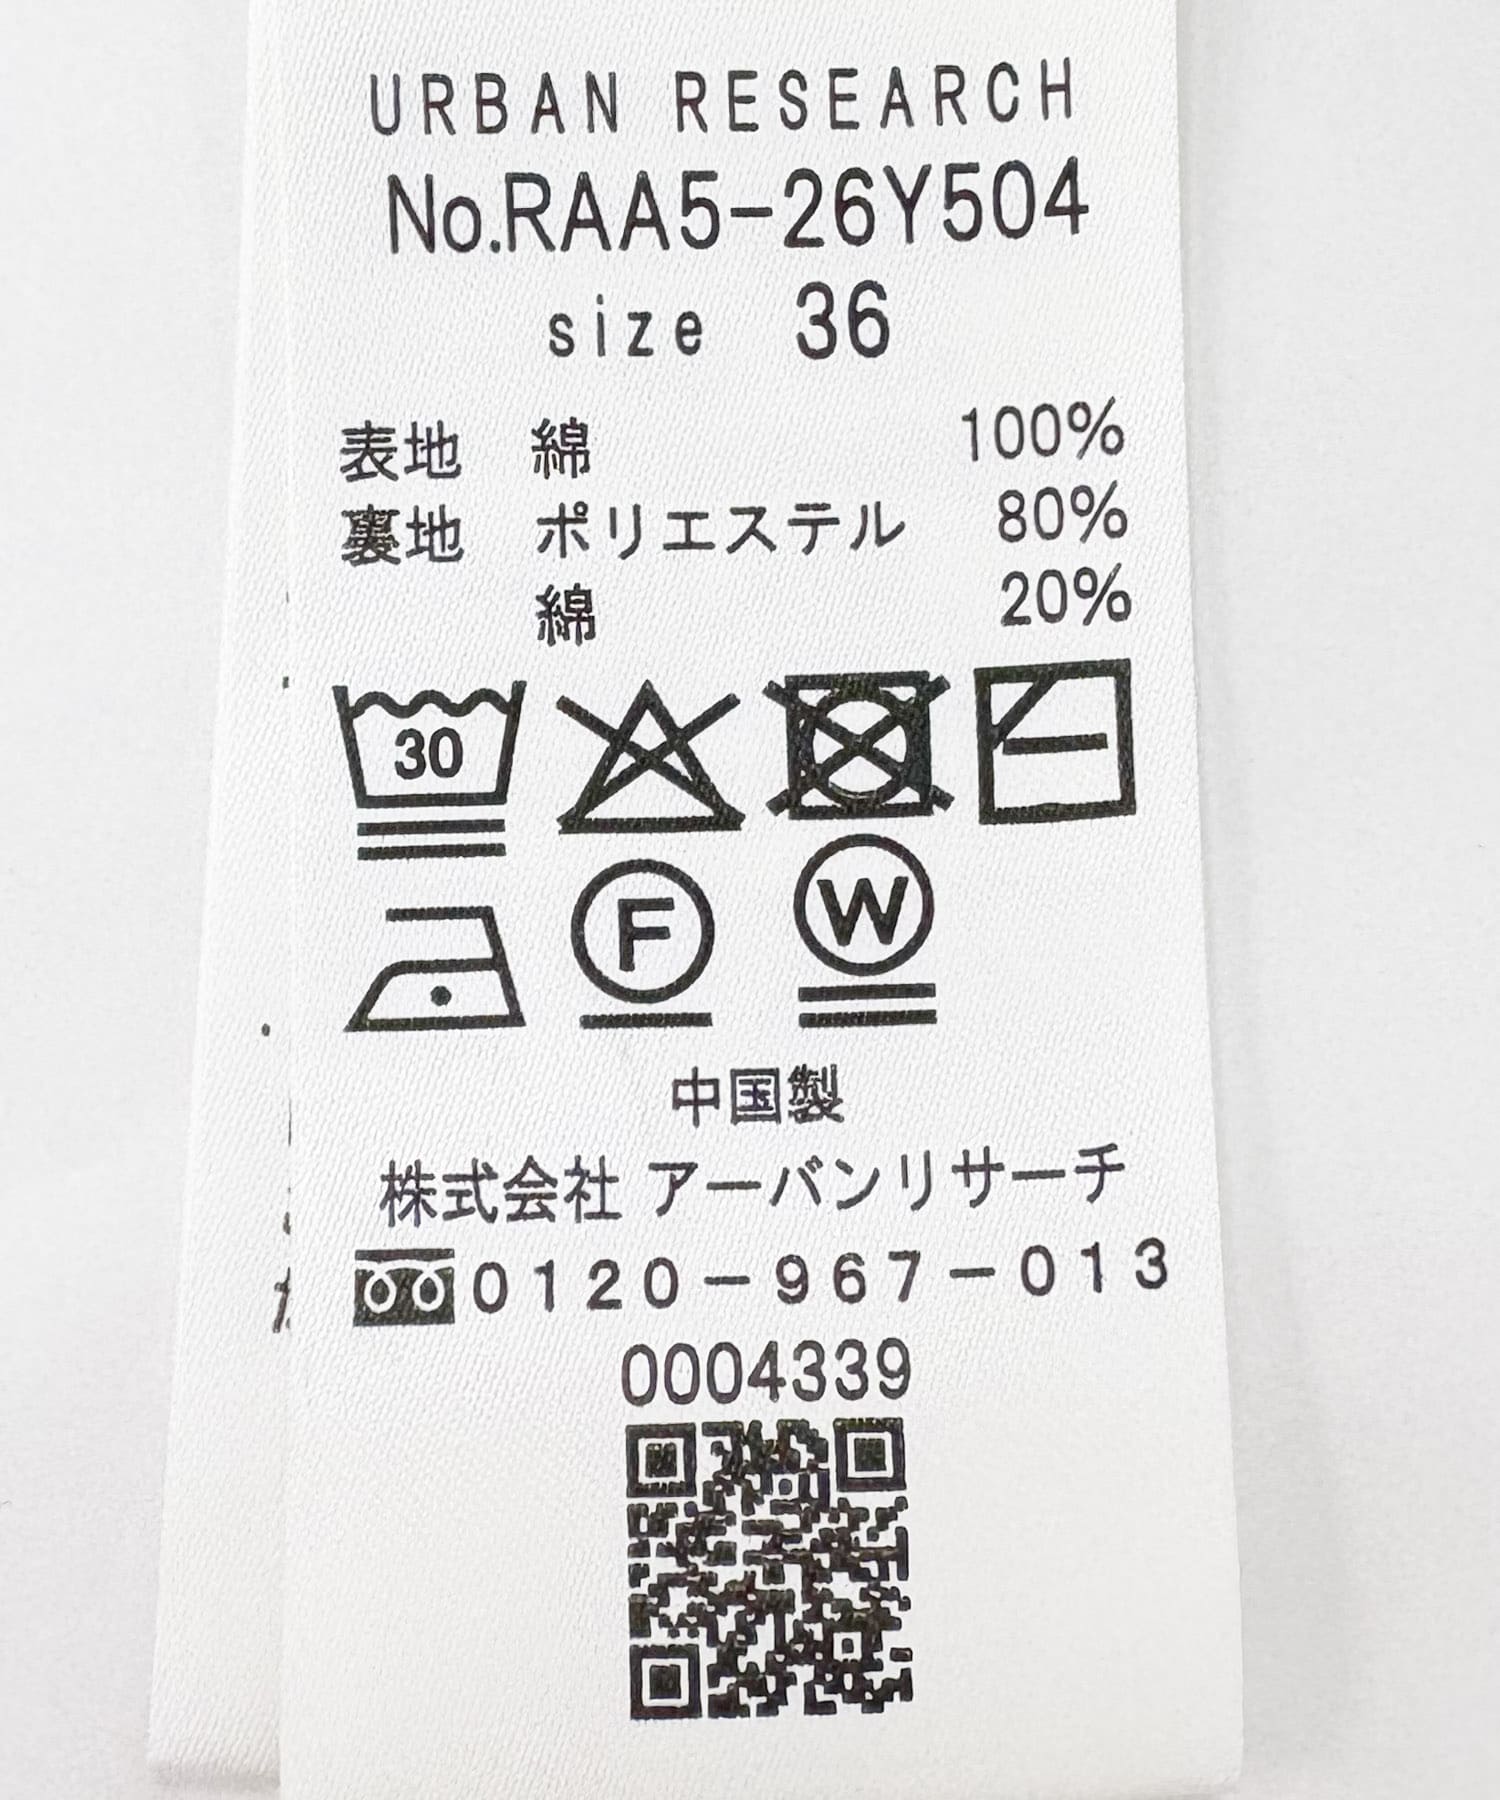 URBAN RESEARCH
No.RAA5-26Y504
size 36
表地 綿 100%
裏地 ポリエステル 80%
綿 20%
30
F W
中国製
株式会社 アーバンリサーチ
0120-967-013
0004339